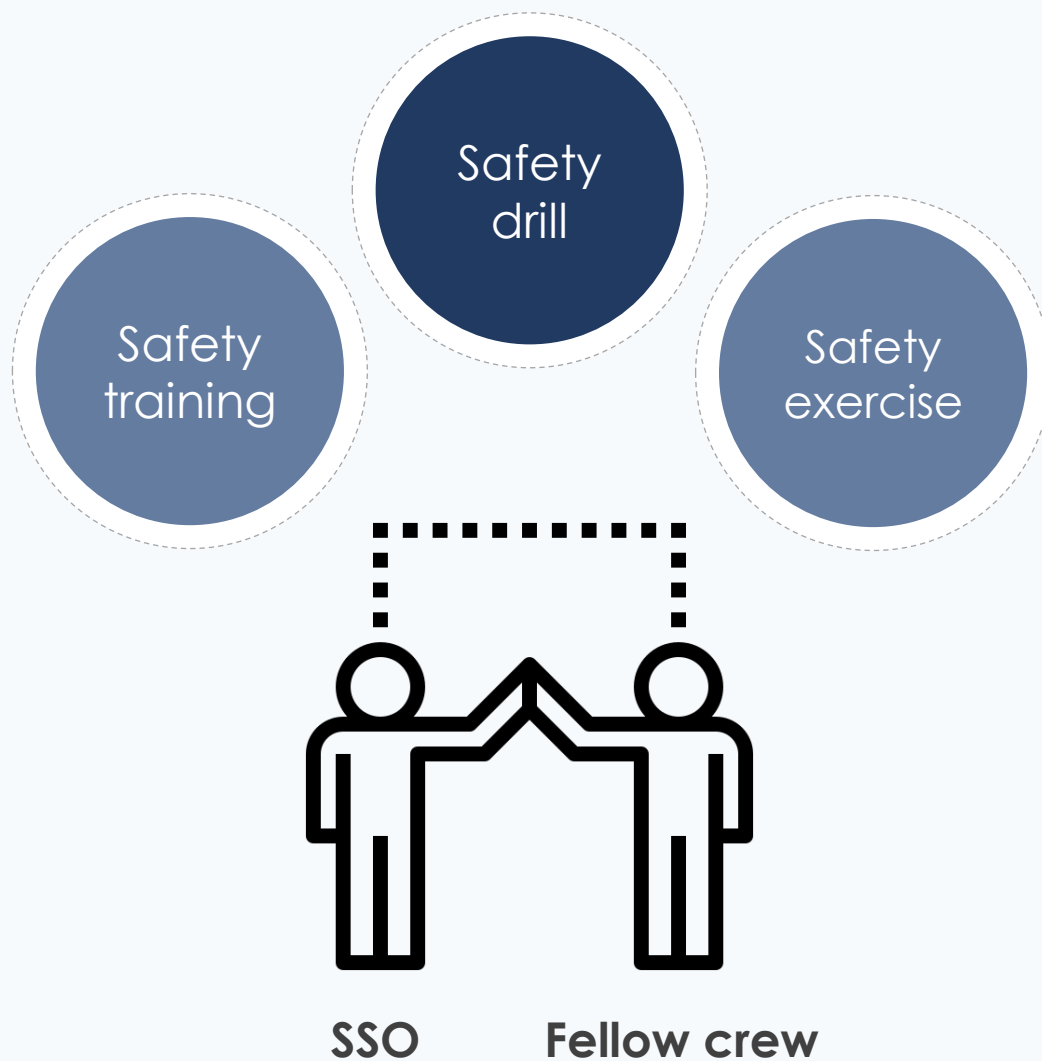 Safety
drill
Safety
training
Safety
exercise
SSO
Fellow crew